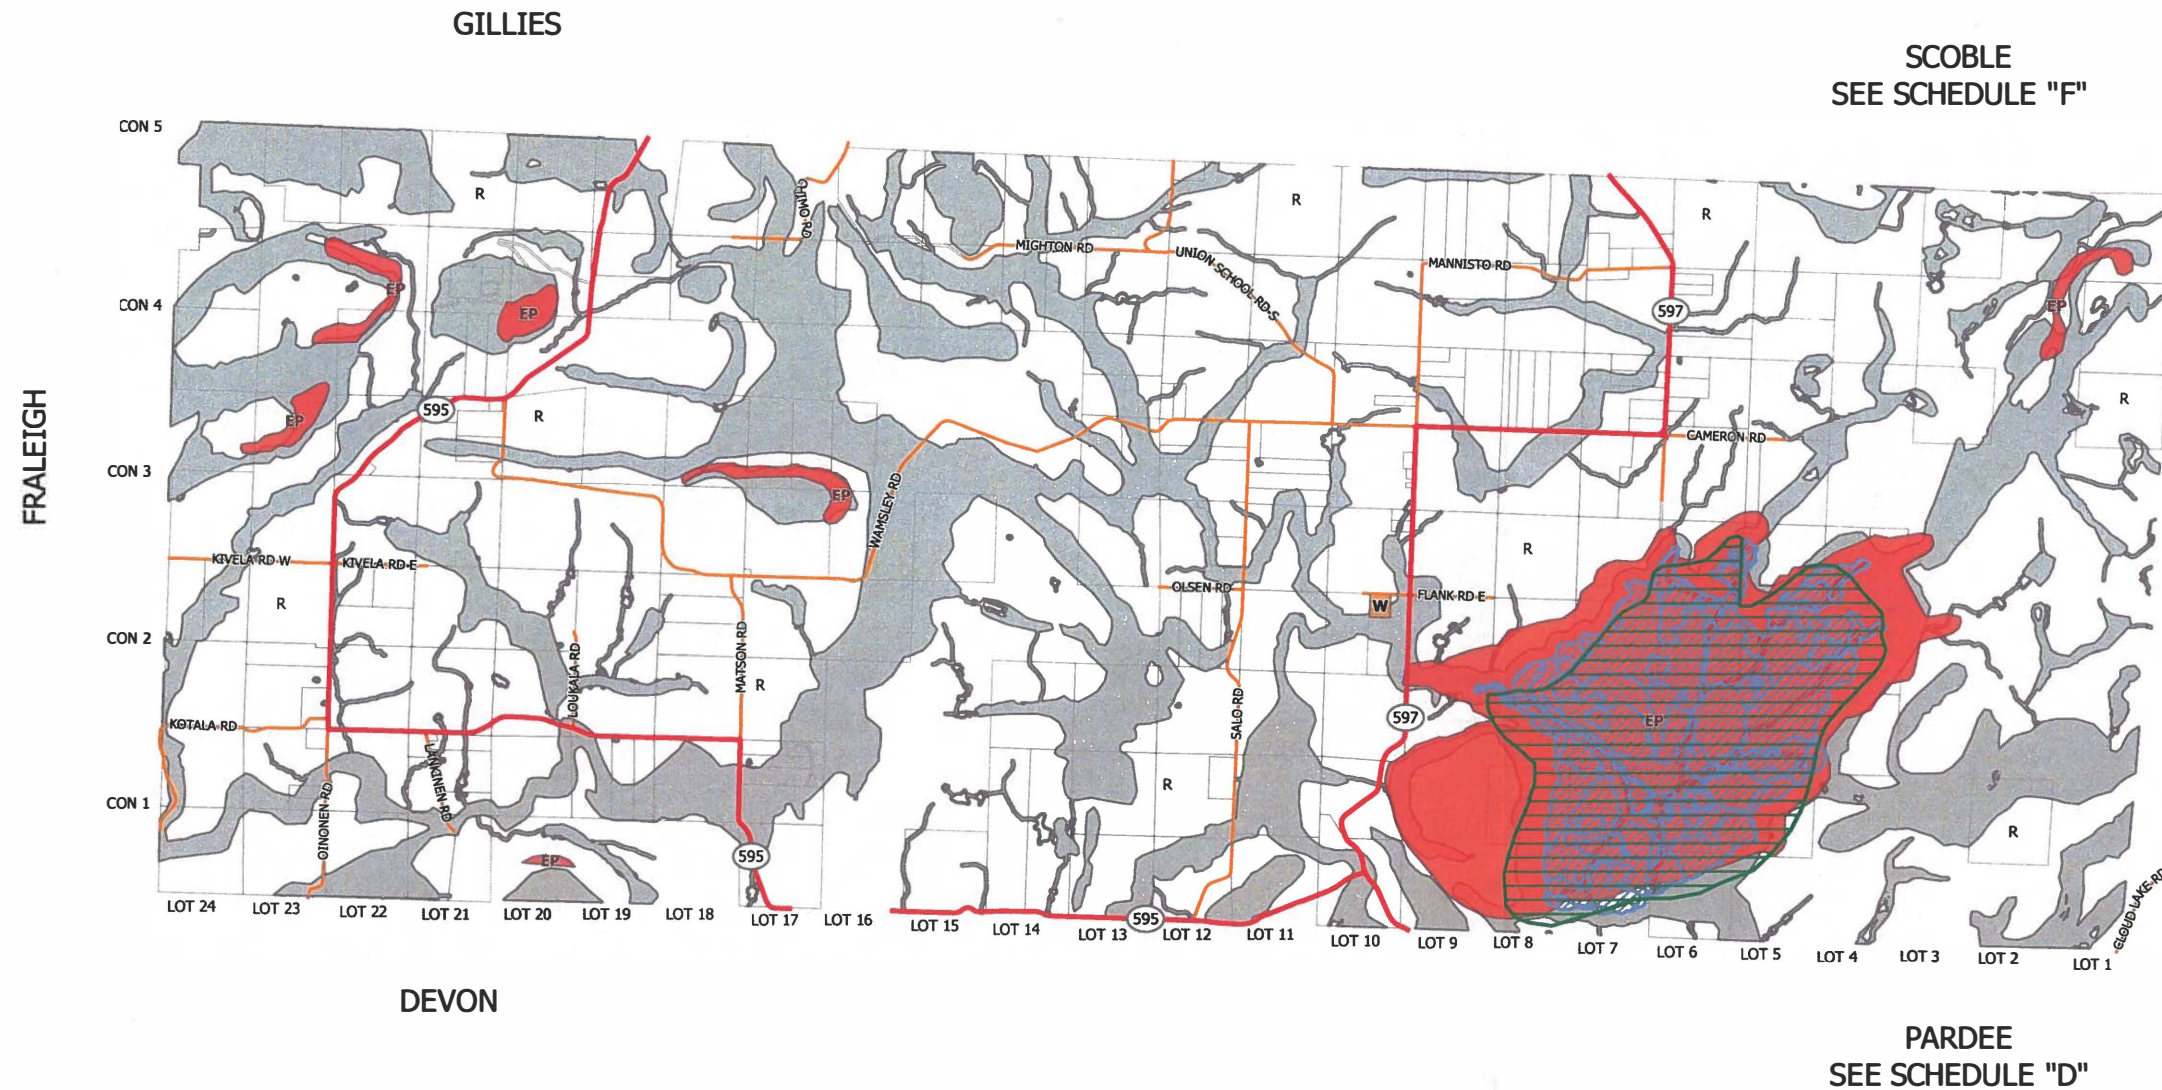 GILLIES
SCOBLE
SEE SCHEDULE "F"
CON 5
R
CHIMO RD
R
R
MIGHTON RD
UNION SCHOOL RD S
MANNISTO RD
EP
EP
EP
CON 4
597
FRALEIGH
595
R
R
EP
CAMERON RD
CON 3
EP
WAMSLEY RD
R
KIVELA RD W
KIVELA RD E
OLSEN RD
FLANK RD E
W
R
CON 2
LOUKALA RD
MATSON RD
R
SALO RD
KOTALA RD
597
EP
LANKINEN RD
R
CON 1
OINONEN RD
R
EP
595
595
CLOUD LAKE RD
LOT 24
LOT 23
LOT 22
LOT 21
LOT 20
LOT 19
LOT 18
LOT 17
LOT 16
LOT 15
LOT 14
LOT 13
LOT 12
LOT 11
LOT 10
LOT 9
LOT 8
LOT 7
LOT 6
LOT 5
LOT 4
LOT 3
LOT 2
LOT 1
DEVON
PARDEE
SEE SCHEDULE "D"